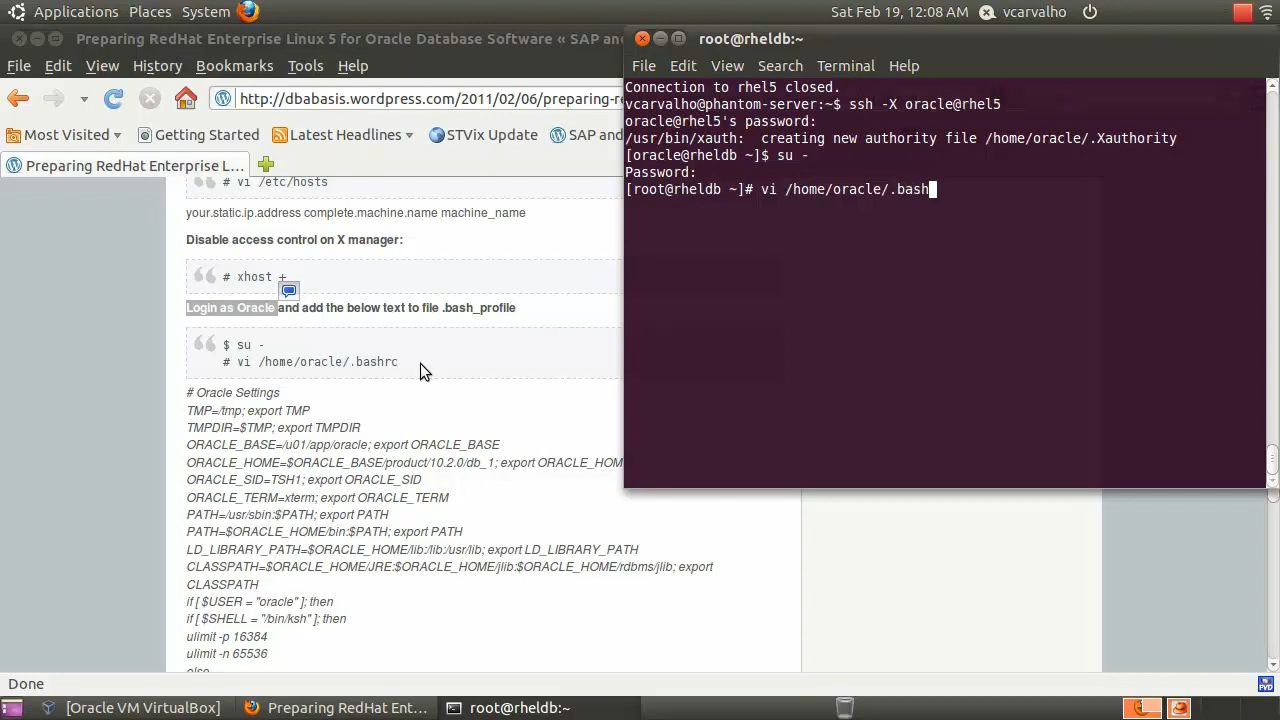 Applications Places System Sat Feb 19, 12:08 AM vcarvalho
Preparing RedHat Enterprise Linux 5 for Oracle Database Software « SAP and
File Edit View History Bookmarks Tools Help
http://dbabasis.wordpress.com/2011/02/06/preparing-r
Most Visited Getting Started Latest Headlines STVix Update SAP and
Preparing RedHat Enterprise L...
# vi /etc/hosts
your.static.ip.address complete.machine.name machine_name
Disable access control on X manager:
# xhost +
Login as Oracle and add the below text to file .bash_profile
$ su -
# vi /home/oracle/.bashrc
# Oracle Settings
TMP=/tmp; export TMP
TMPDIR=$TMP; export TMPDIR
ORACLE_BASE=/u01/app/oracle; export ORACLE_BASE
ORACLE_HOME=$ORACLE_BASE/product/10.2.0/db_1; export ORACLE_HOM
ORACLE_SID=TSH1; export ORACLE_SID
ORACLE_TERM=xterm; export ORACLE_TERM
PATH=/usr/sbin:$PATH; export PATH
PATH=$ORACLE_HOME/bin:$PATH; export PATH
LD_LIBRARY_PATH=$ORACLE_HOME/lib:/lib:/usr/lib; export LD_LIBRARY_PATH
CLASSPATH=$ORACLE_HOME/JRE:$ORACLE_HOME/jlib:$ORACLE_HOME/rdbms/jlib; export
CLASSPATH
if [ $USER = "oracle" ]; then
if [ $SHELL = "/bin/ksh" ]; then
ulimit -p 16384
ulimit -n 65536
else
root@rheldb:~
File Edit View Search Terminal Help
Connection to rhel5 closed.
vcarvalho@phantom-server:~$ ssh -X oracle@rhel5
oracle@rhel5's password:
/usr/bin/xauth:  creating new authority file /home/oracle/.Xauthority
[oracle@rheldb ~]$ su -
Password:
[root@rheldb ~]# vi /home/oracle/.bash
Done
FVD
[Oracle VM VirtualBox] Preparing RedHat Ent... root@rheldb:~